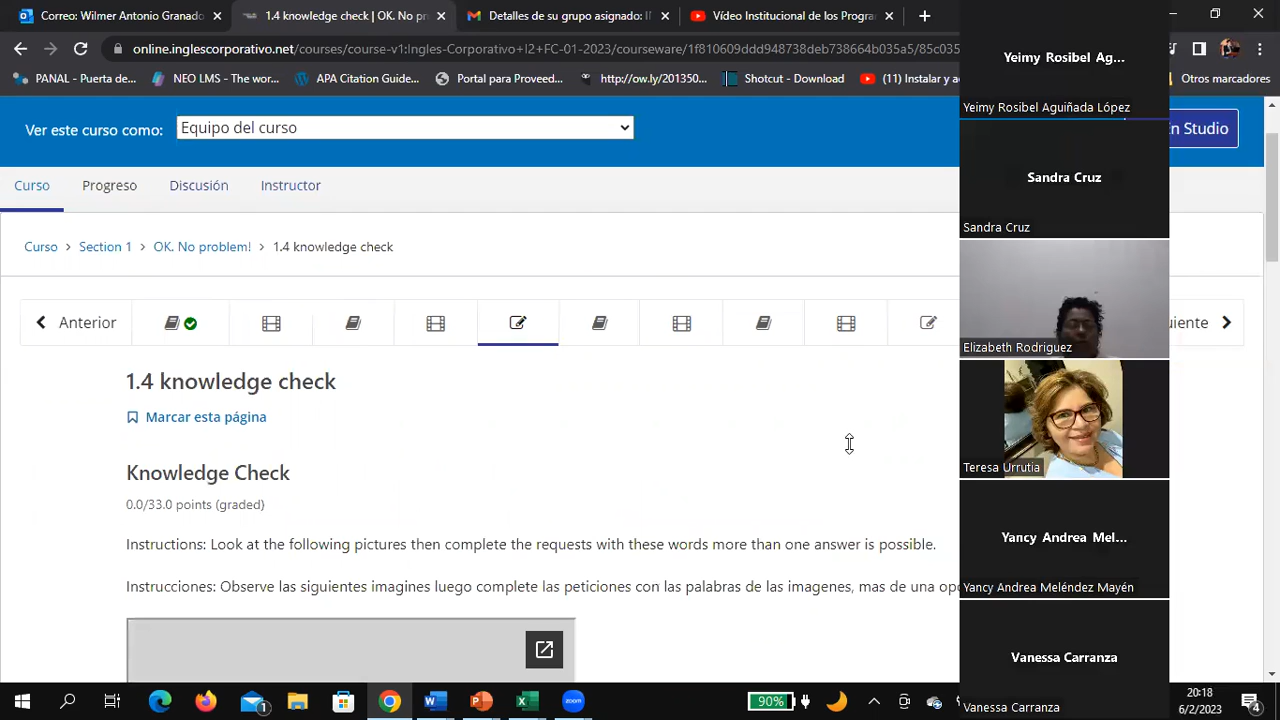 Correo: Wilmer Antonio Granado
1.4 knowledge check | OK. No pr
Detalles de su grupo asignado: I
Vídeo Institucional de los Progra
online.inglescorporativo.net/courses/course-v1:Ingles-Corporativo+I2+FC-01-2023/courseware/1f810609ddd948738deb738664b035a5/85c035
PANAL - Puerta de...
NEO LMS - The wor...
APA Citation Guide...
Portal para Proveed...
http://ow.ly/201350...
Shotcut - Download
(11) Instalar y ac
Otros marcadores
Ver este curso como:
Equipo del curso
n Studio
Curso
Progreso
Discusión
Instructor
Curso > Section 1 > OK. No problem! > 1.4 knowledge check
Anterior
uiente
1.4 knowledge check
Marcar esta página
Knowledge Check
0.0/33.0 points (graded)
Instructions: Look at the following pictures then complete the requests with these words more than one answer is possible.
Instrucciones: Observe las siguientes imagines luego complete las peticiones con las palabras de las imagenes, mas de una opc
Yeimy Rosibel Ag...
Yeimy Rosibel Aguiñada López
Sandra Cruz
Sandra Cruz
Elizabeth Rodriguez
Teresa Urrutia
Yancy Andrea Mel...
Yancy Andrea Meléndez Mayén
Vanessa Carranza
Vanessa Carranza
1
90%
20:18
6/2/2023
4